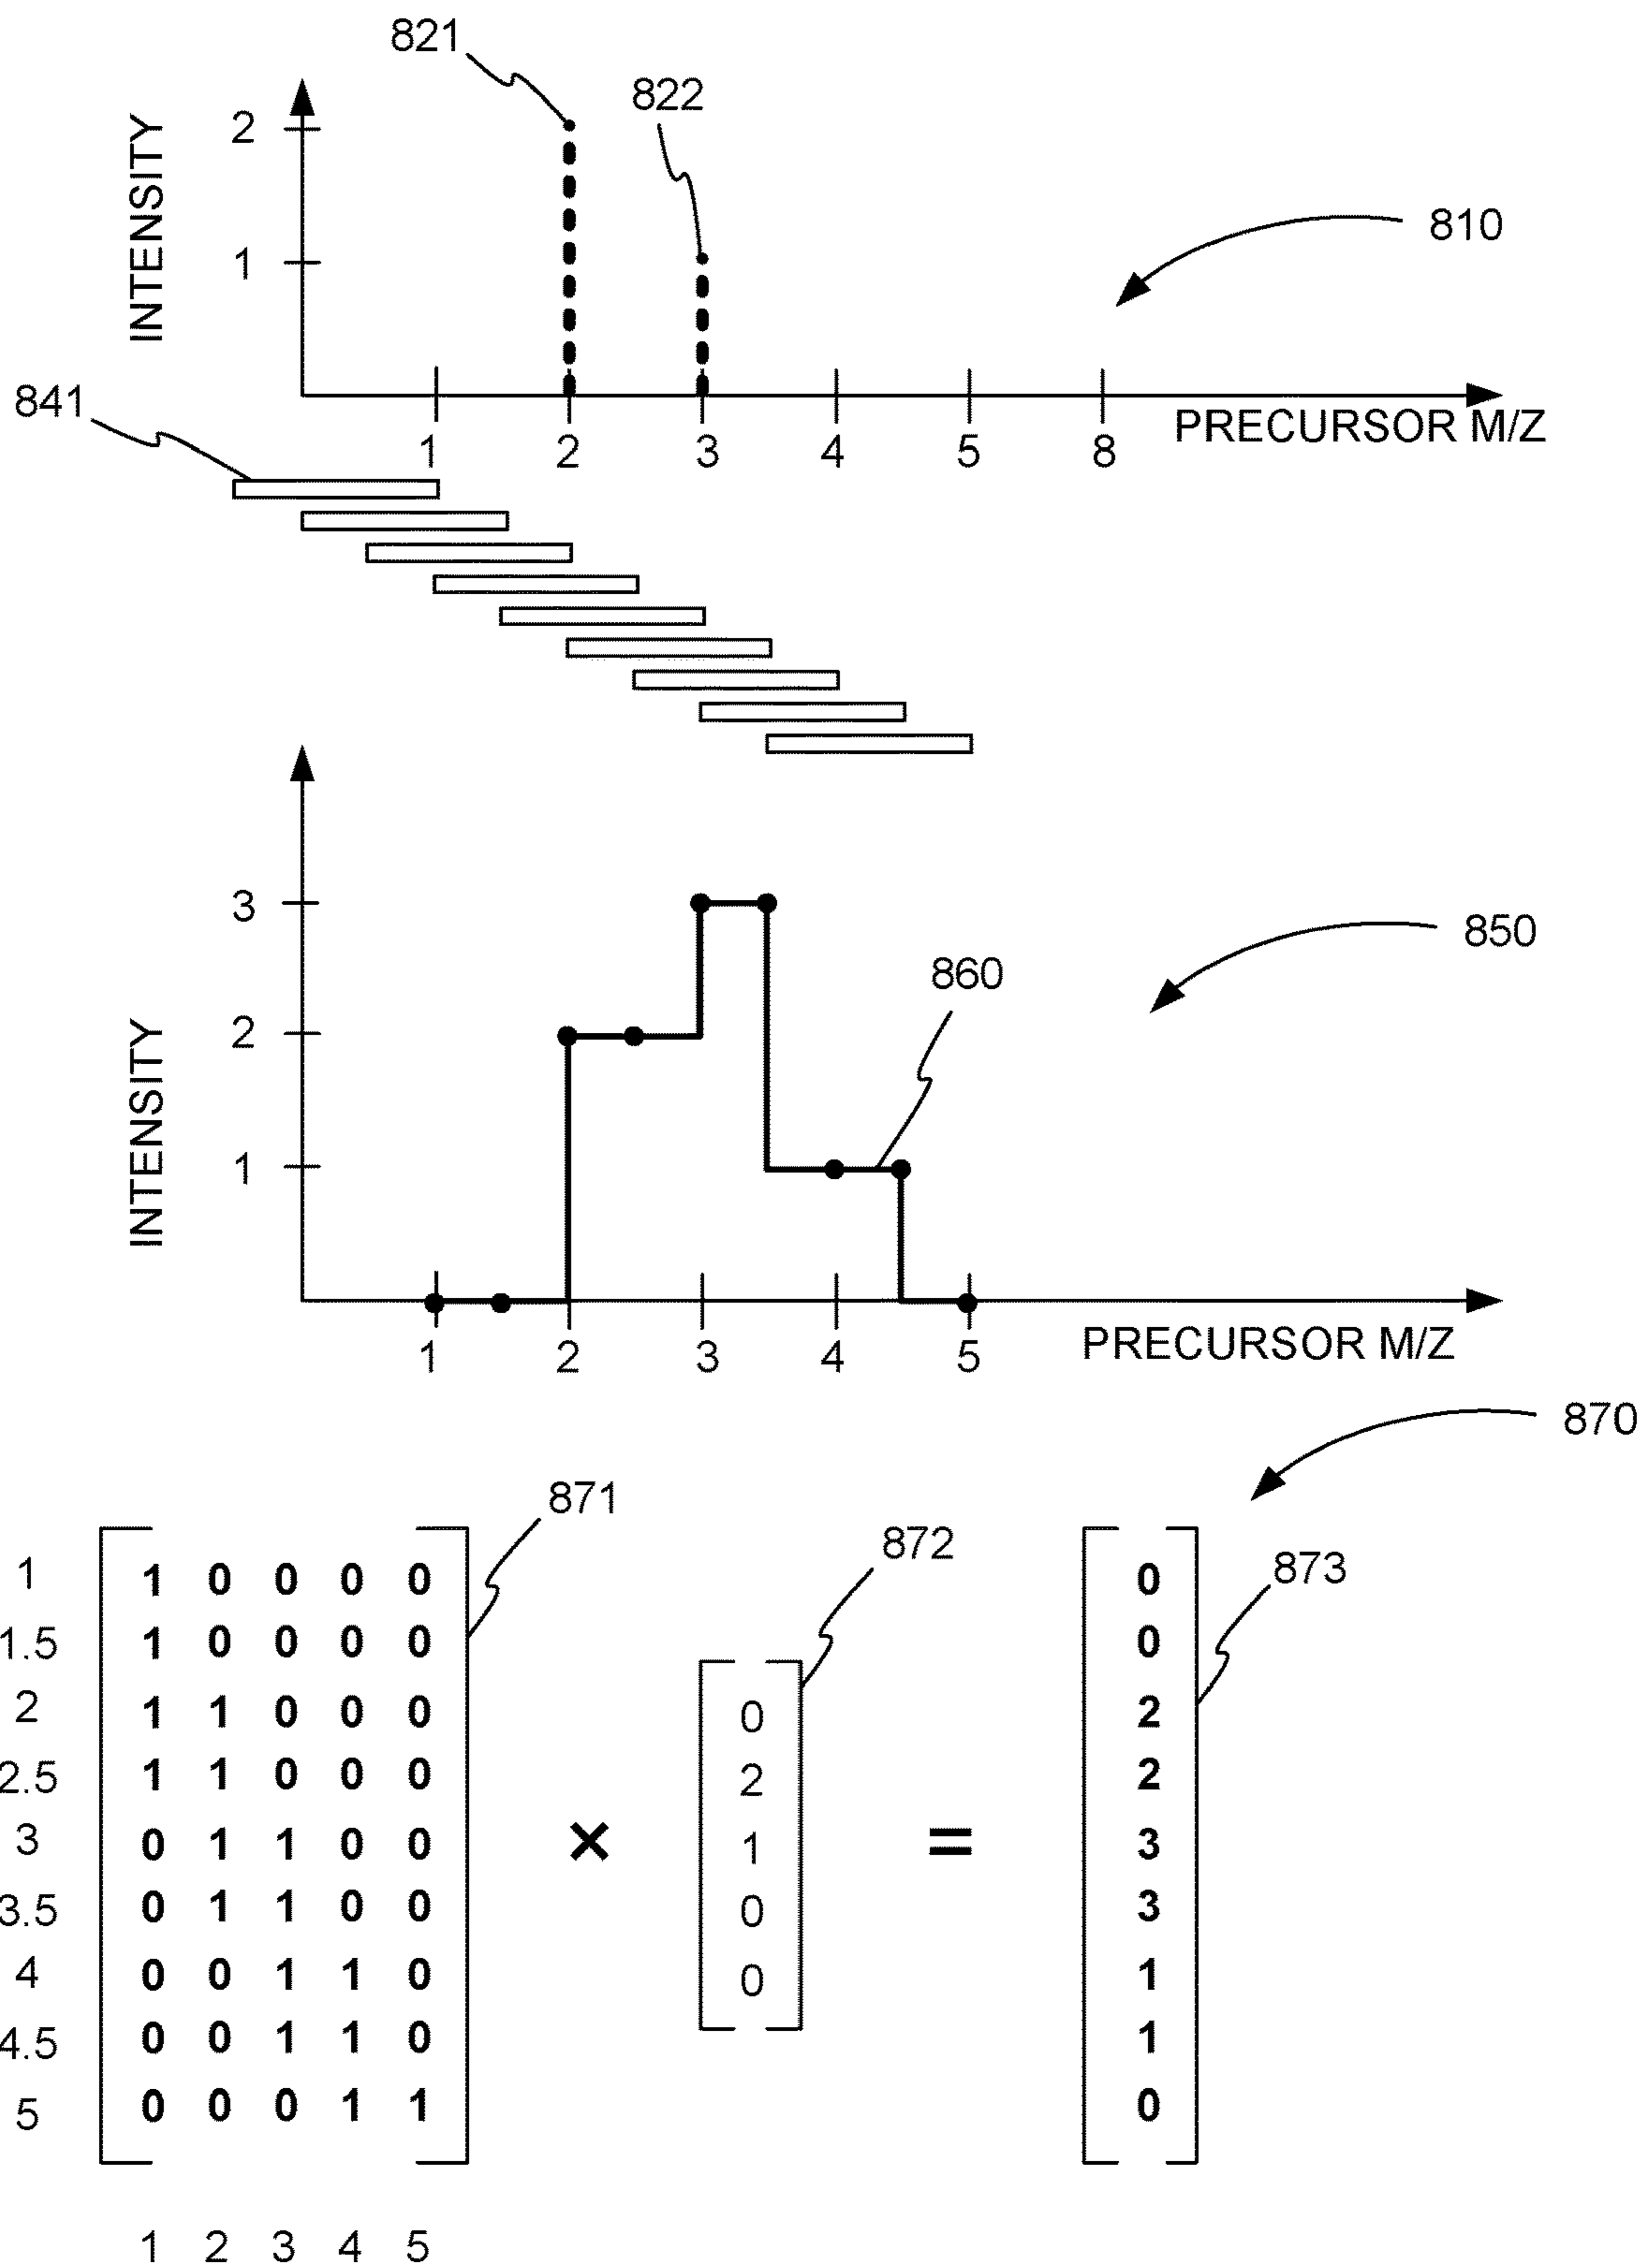 821
822
INTENSITY
2
1
810
841
1 2 3 4 5 8
PRECURSOR M/Z
850
860
INTENSITY
3
2
1
1 2 3 4 5
PRECURSOR M/Z
870
871
872
873
1 1 0 0 0 0 0
1.5 1 0 0 0 0 0
2 1 1 0 0 0 2
2.5 1 1 0 0 0 2
3 0 1 1 0 0 3
3.5 0 1 1 0 0 3
4 0 0 1 1 0 1
4.5 0 0 1 1 0 1
5 0 0 0 1 1 0
×
0
2
1
0
0
=
1 2 3 4 5